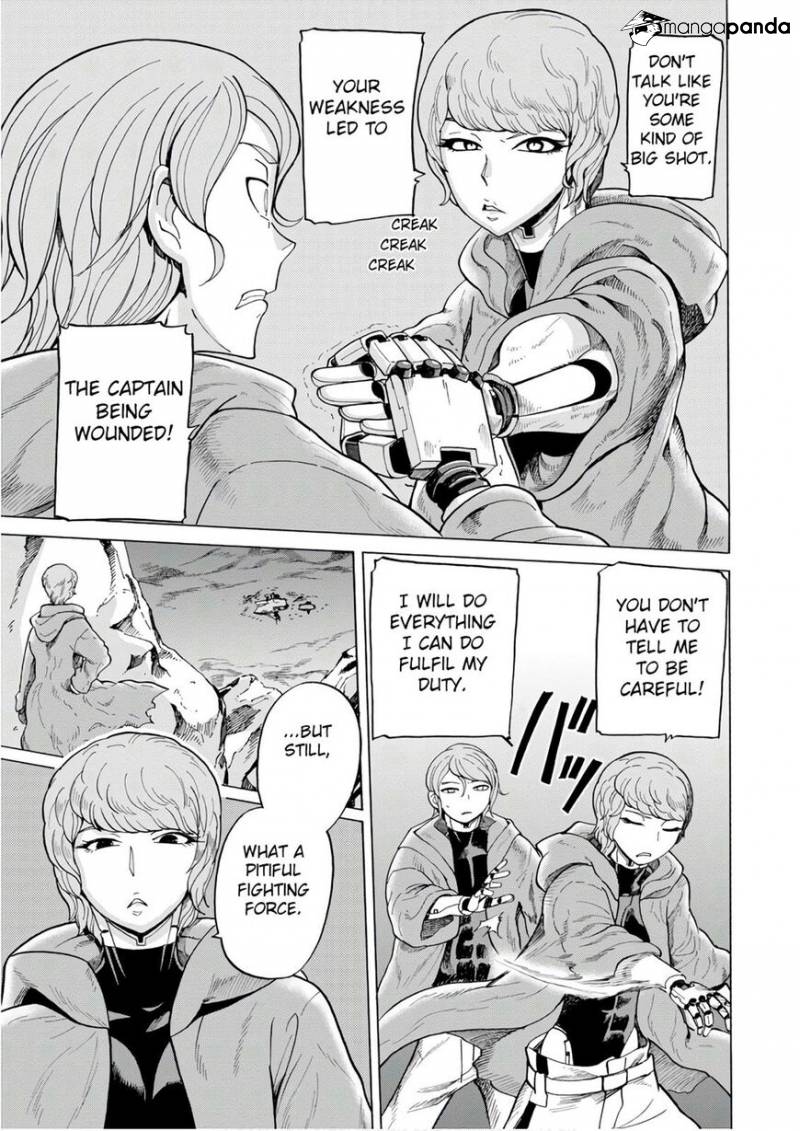 mangapanda
DON'T
TALK LIKE
YOU'RE
SOME
KIND OF
BIG SHOT.
YOUR
WEAKNESS
LED TO
CREAK
CREAK
CREAK
THE CAPTAIN
BEING
WOUNDED!
YOU DON'T
HAVE TO
TELL ME
TO BE
CAREFUL!
I WILL DO
EVERYTHING
I CAN DO
FULFIL MY
DUTY.
バッ
...BUT
STILL,
WHAT A
PITIFUL
FIGHTING
FORCE.